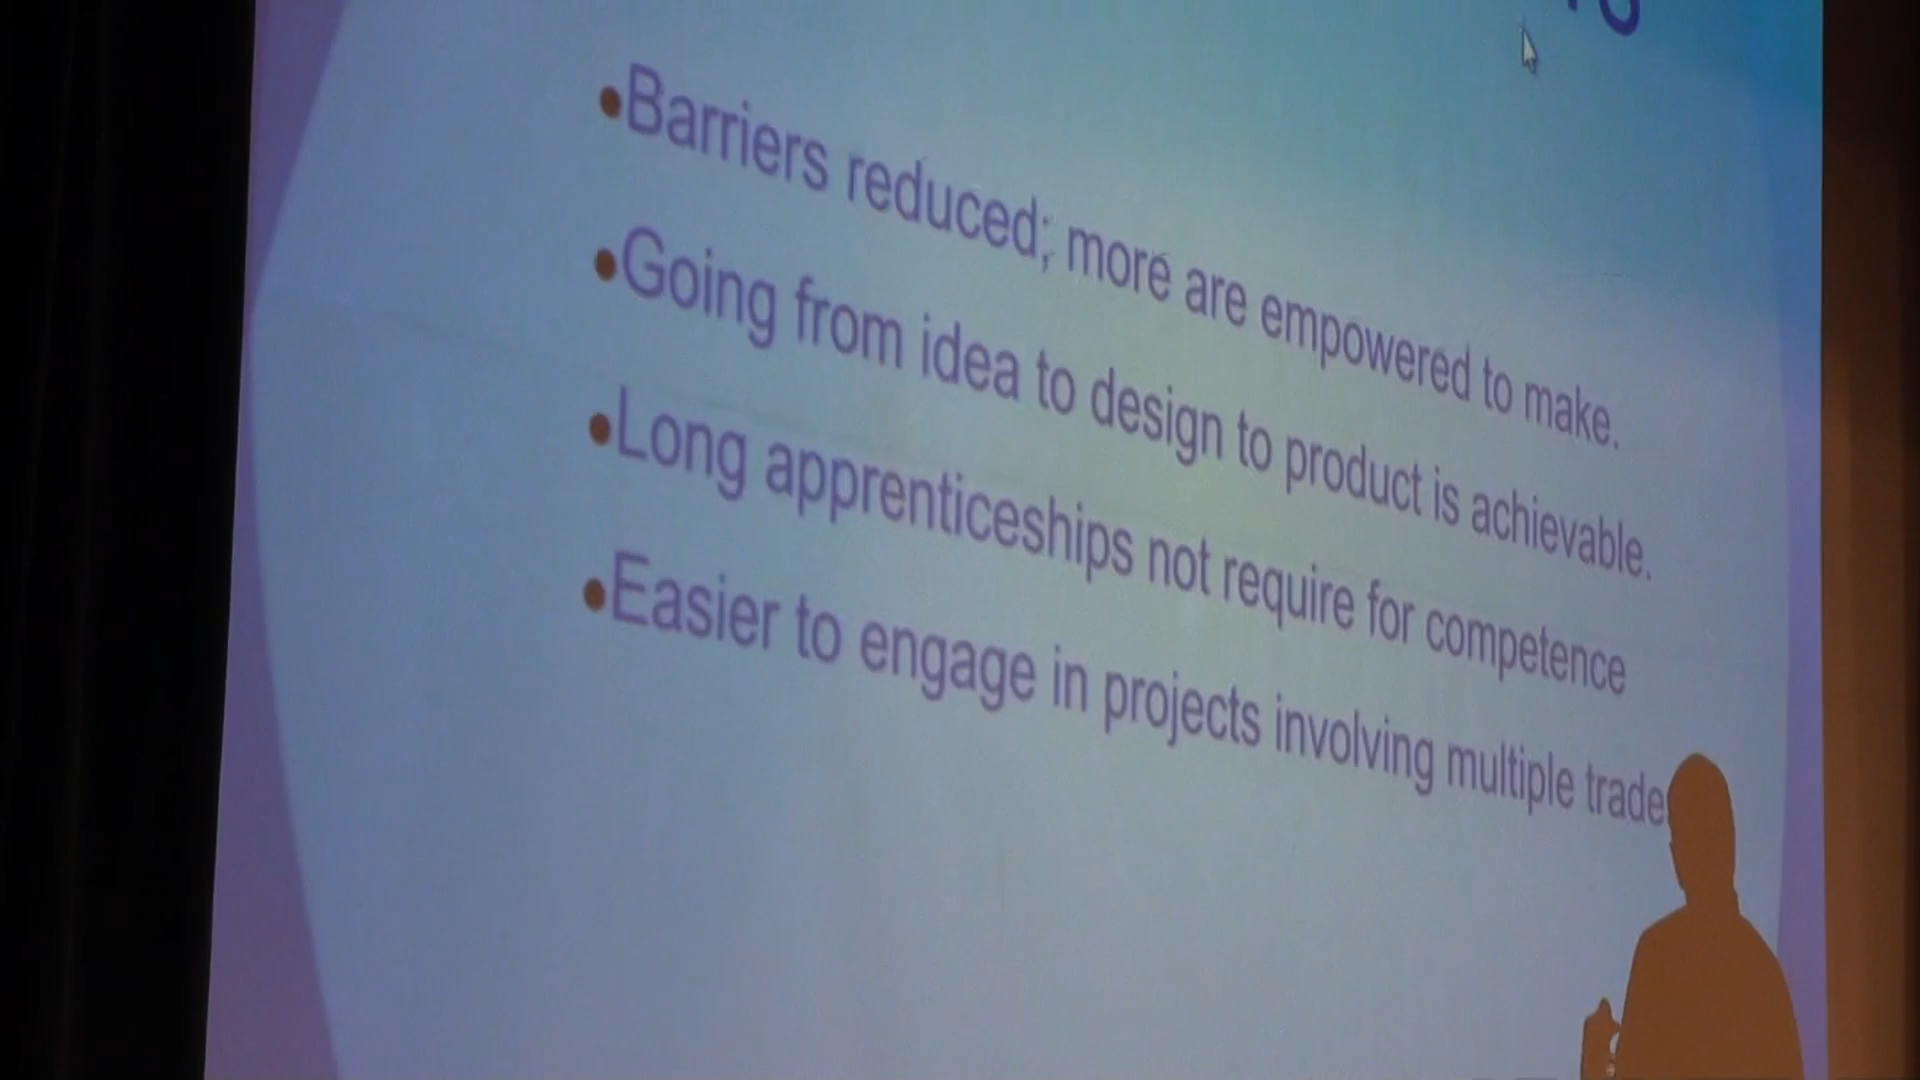 •Barriers reduced; more are empowered to make.
•Going from idea to design to product is achievable.
•Long apprenticeships not require for competence
•Easier to engage in projects involving multiple trade